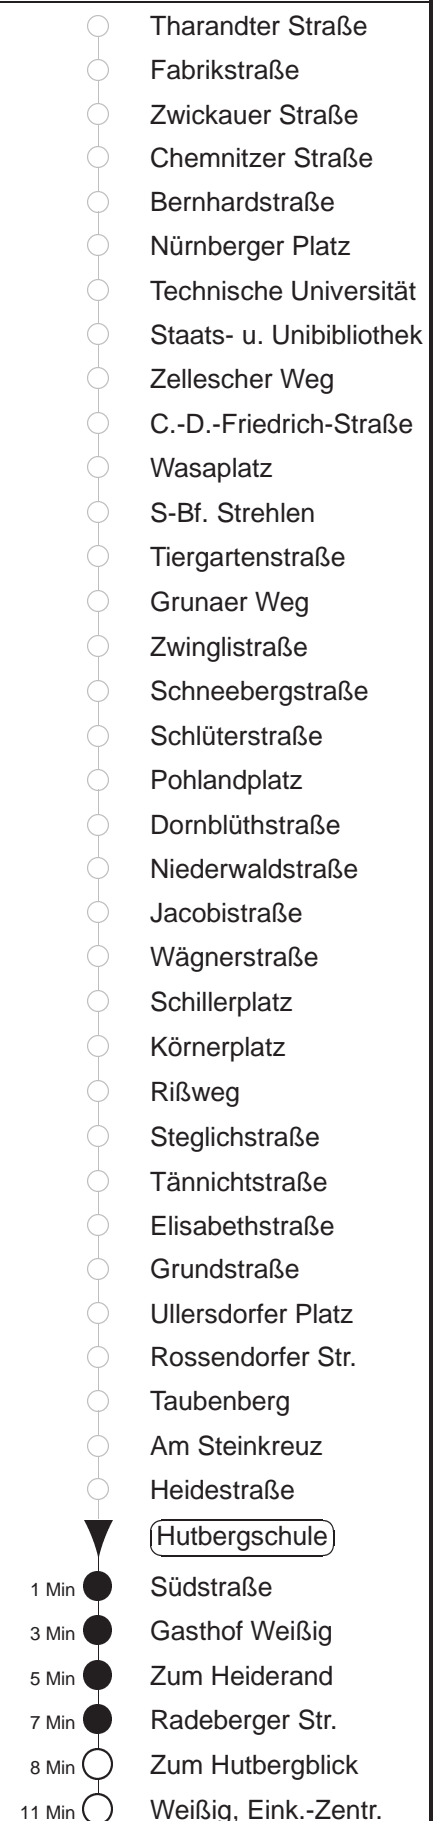 Tharandter Straße
Fabrikstraße
Zwickauer Straße
Chemnitzer Straße
Bernhardstraße
Nürnberger Platz
Technische Universität
Staats- u. Unibibliothek
Zellescher Weg
C.-D.-Friedrich-Straße
Wasaplatz
S-Bf. Strehlen
Tiergartenstraße
Grunaer Weg
Zwinglistraße
Schneebergstraße
Schlüterstraße
Pohlandplatz
Dornblüthstraße
Niederwaldstraße
Jacobistraße
Wägnerstraße
Schillerplatz
Körnerplatz
Rißweg
Steglichstraße
Tännichtstraße
Elisabethstraße
Grundstraße
Ullersdorfer Platz
Rossendorfer Str.
Taubenberg
Am Steinkreuz
Heidestraße
Hutbergschule
1 Min Südstraße
3 Min Gasthof Weißig
5 Min Zum Heiderand
7 Min Radeberger Str.
8 Min Zum Hutbergblick
11 Min Weißig, Eink.-Zentr.